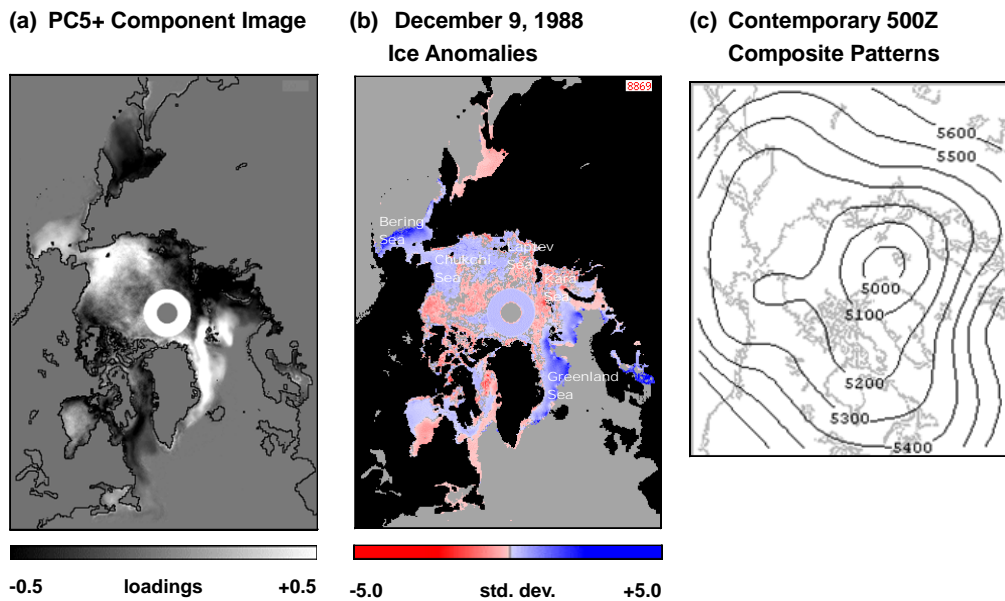 (a) PC5+ Component Image
(b) December 9, 1988
Ice Anomalies
(c) Contemporary 500Z
Composite Patterns
8869
Bering
Sea
Chukchi
Sea
Laptev
Sea
Kara
Sea
Greenland
Sea
5600
5500
5000
5100
5200
5300
5400
-0.5 loadings +0.5
-5.0 std. dev. +5.0